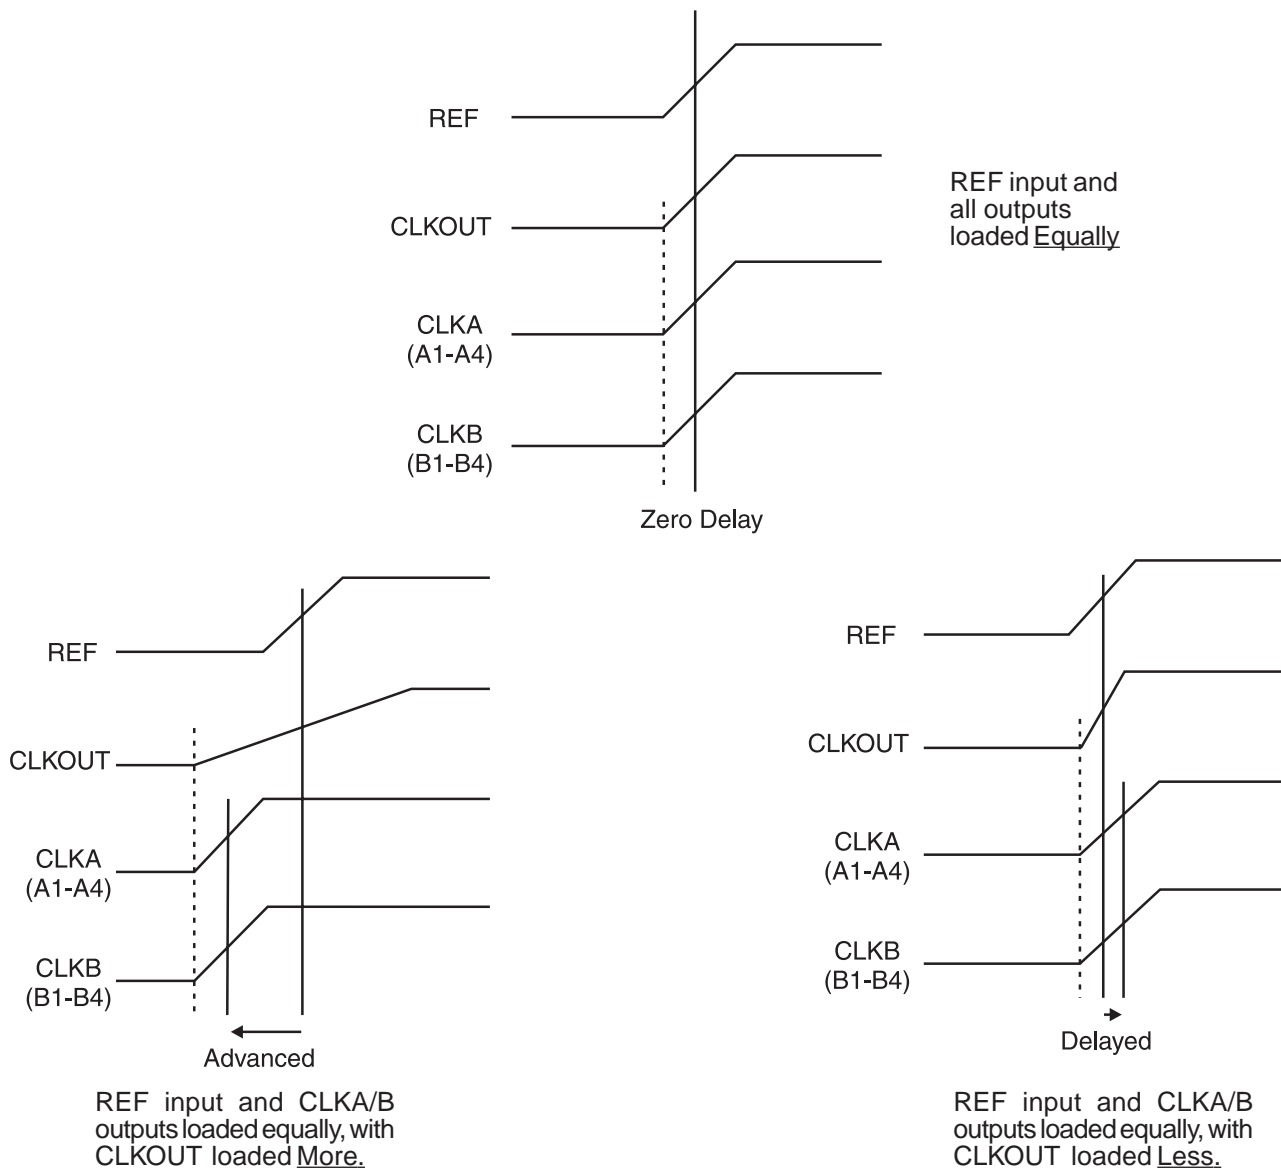 REF
CLKOUT
CLKA
(A1-A4)
CLKB
(B1-B4)
Zero Delay
REF input and
all outputs
loaded Equally
REF
CLKOUT
CLKA
(A1-A4)
CLKB
(B1-B4)
Advanced
REF input and CLKA/B
outputs loaded equally, with
CLKOUT loaded More.
REF
CLKOUT
CLKA
(A1-A4)
CLKB
(B1-B4)
Delayed
REF input and CLKA/B
outputs loaded equally, with
CLKOUT loaded Less.